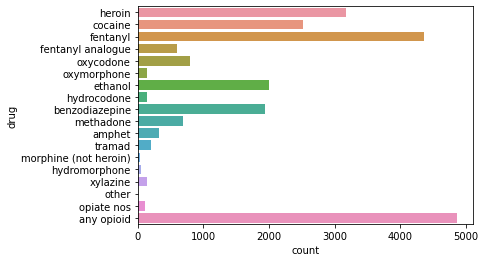 heroin
cocaine
fentanyl
fentanyl analogue
oxycodone
oxymorphone
ethanol
hydrocodone
benzodiazepine
methadone
amphet
tramad
morphine (not heroin)
hydromorphone
xylazine
other
opiate nos
any opioid
drug
0 1000 2000 3000 4000 5000
count